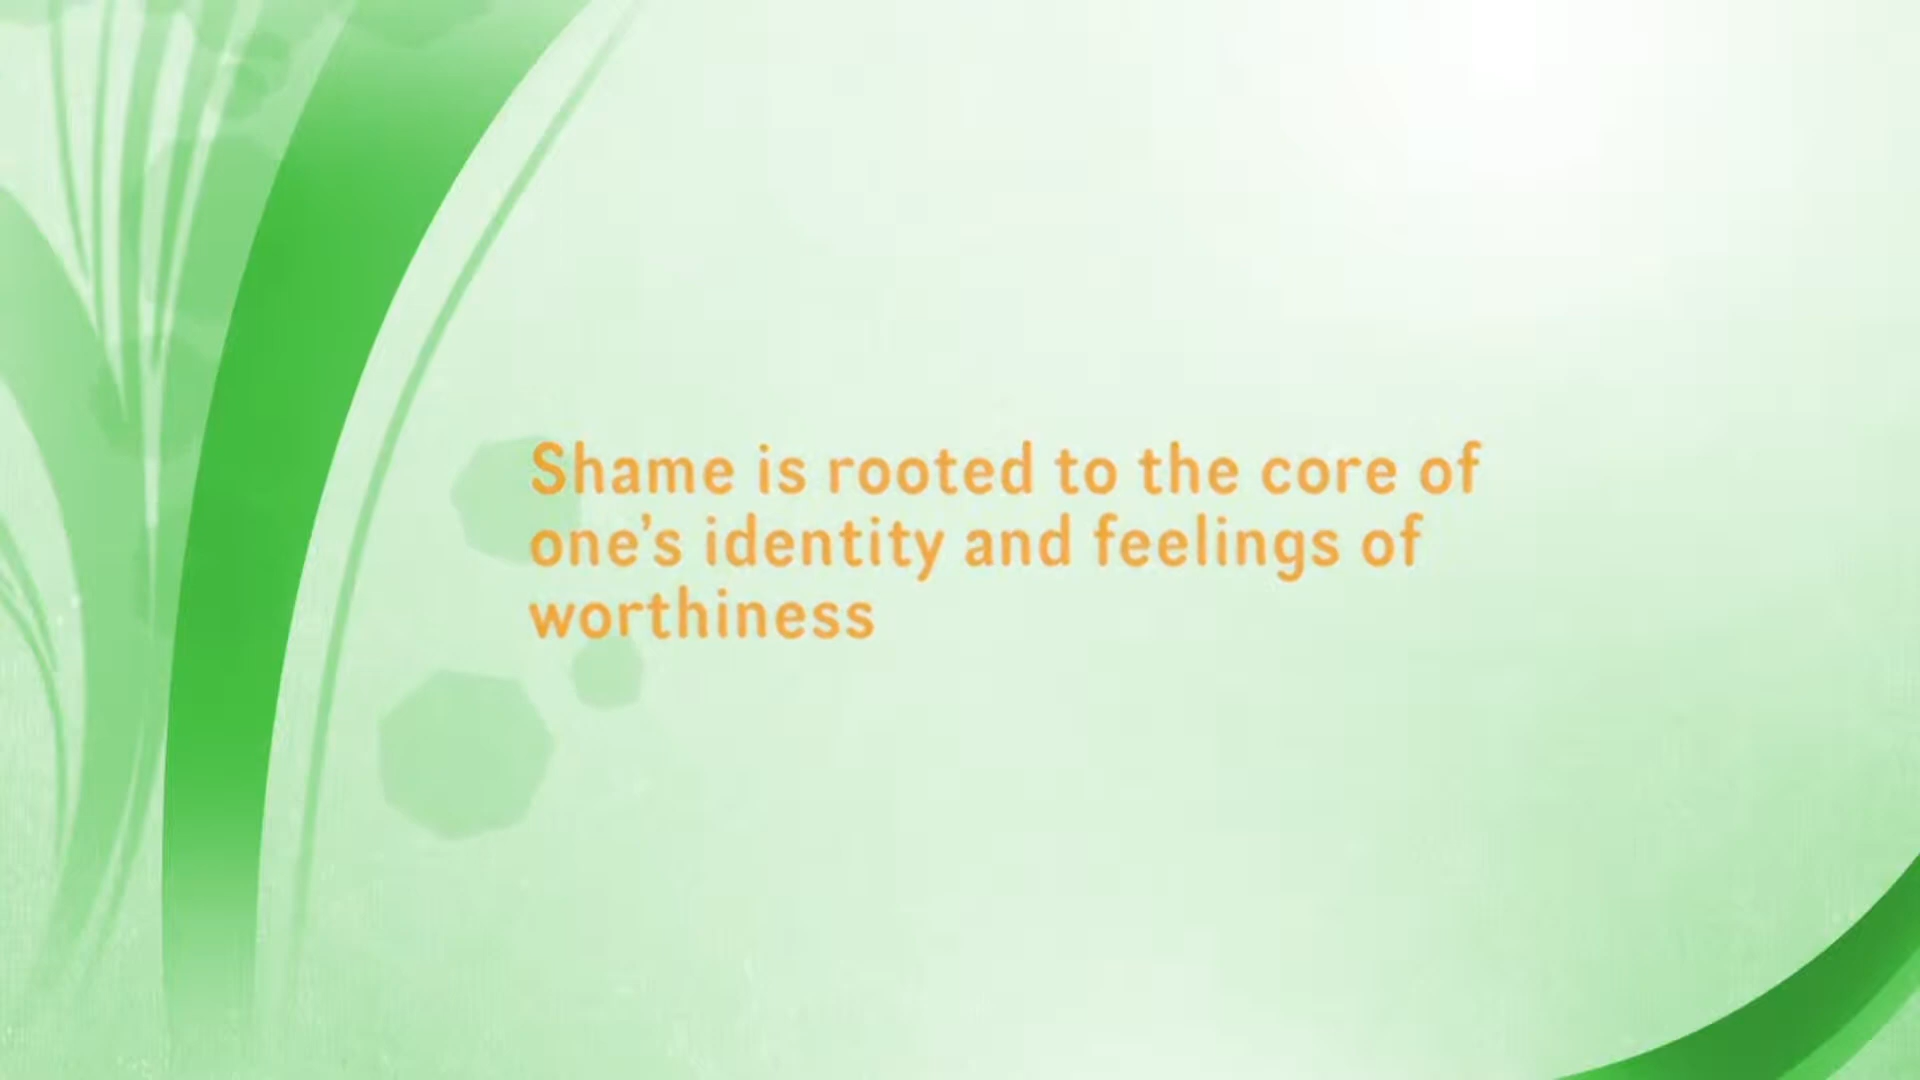 Shame is rooted to the core of
one’s identity and feelings of
worthiness